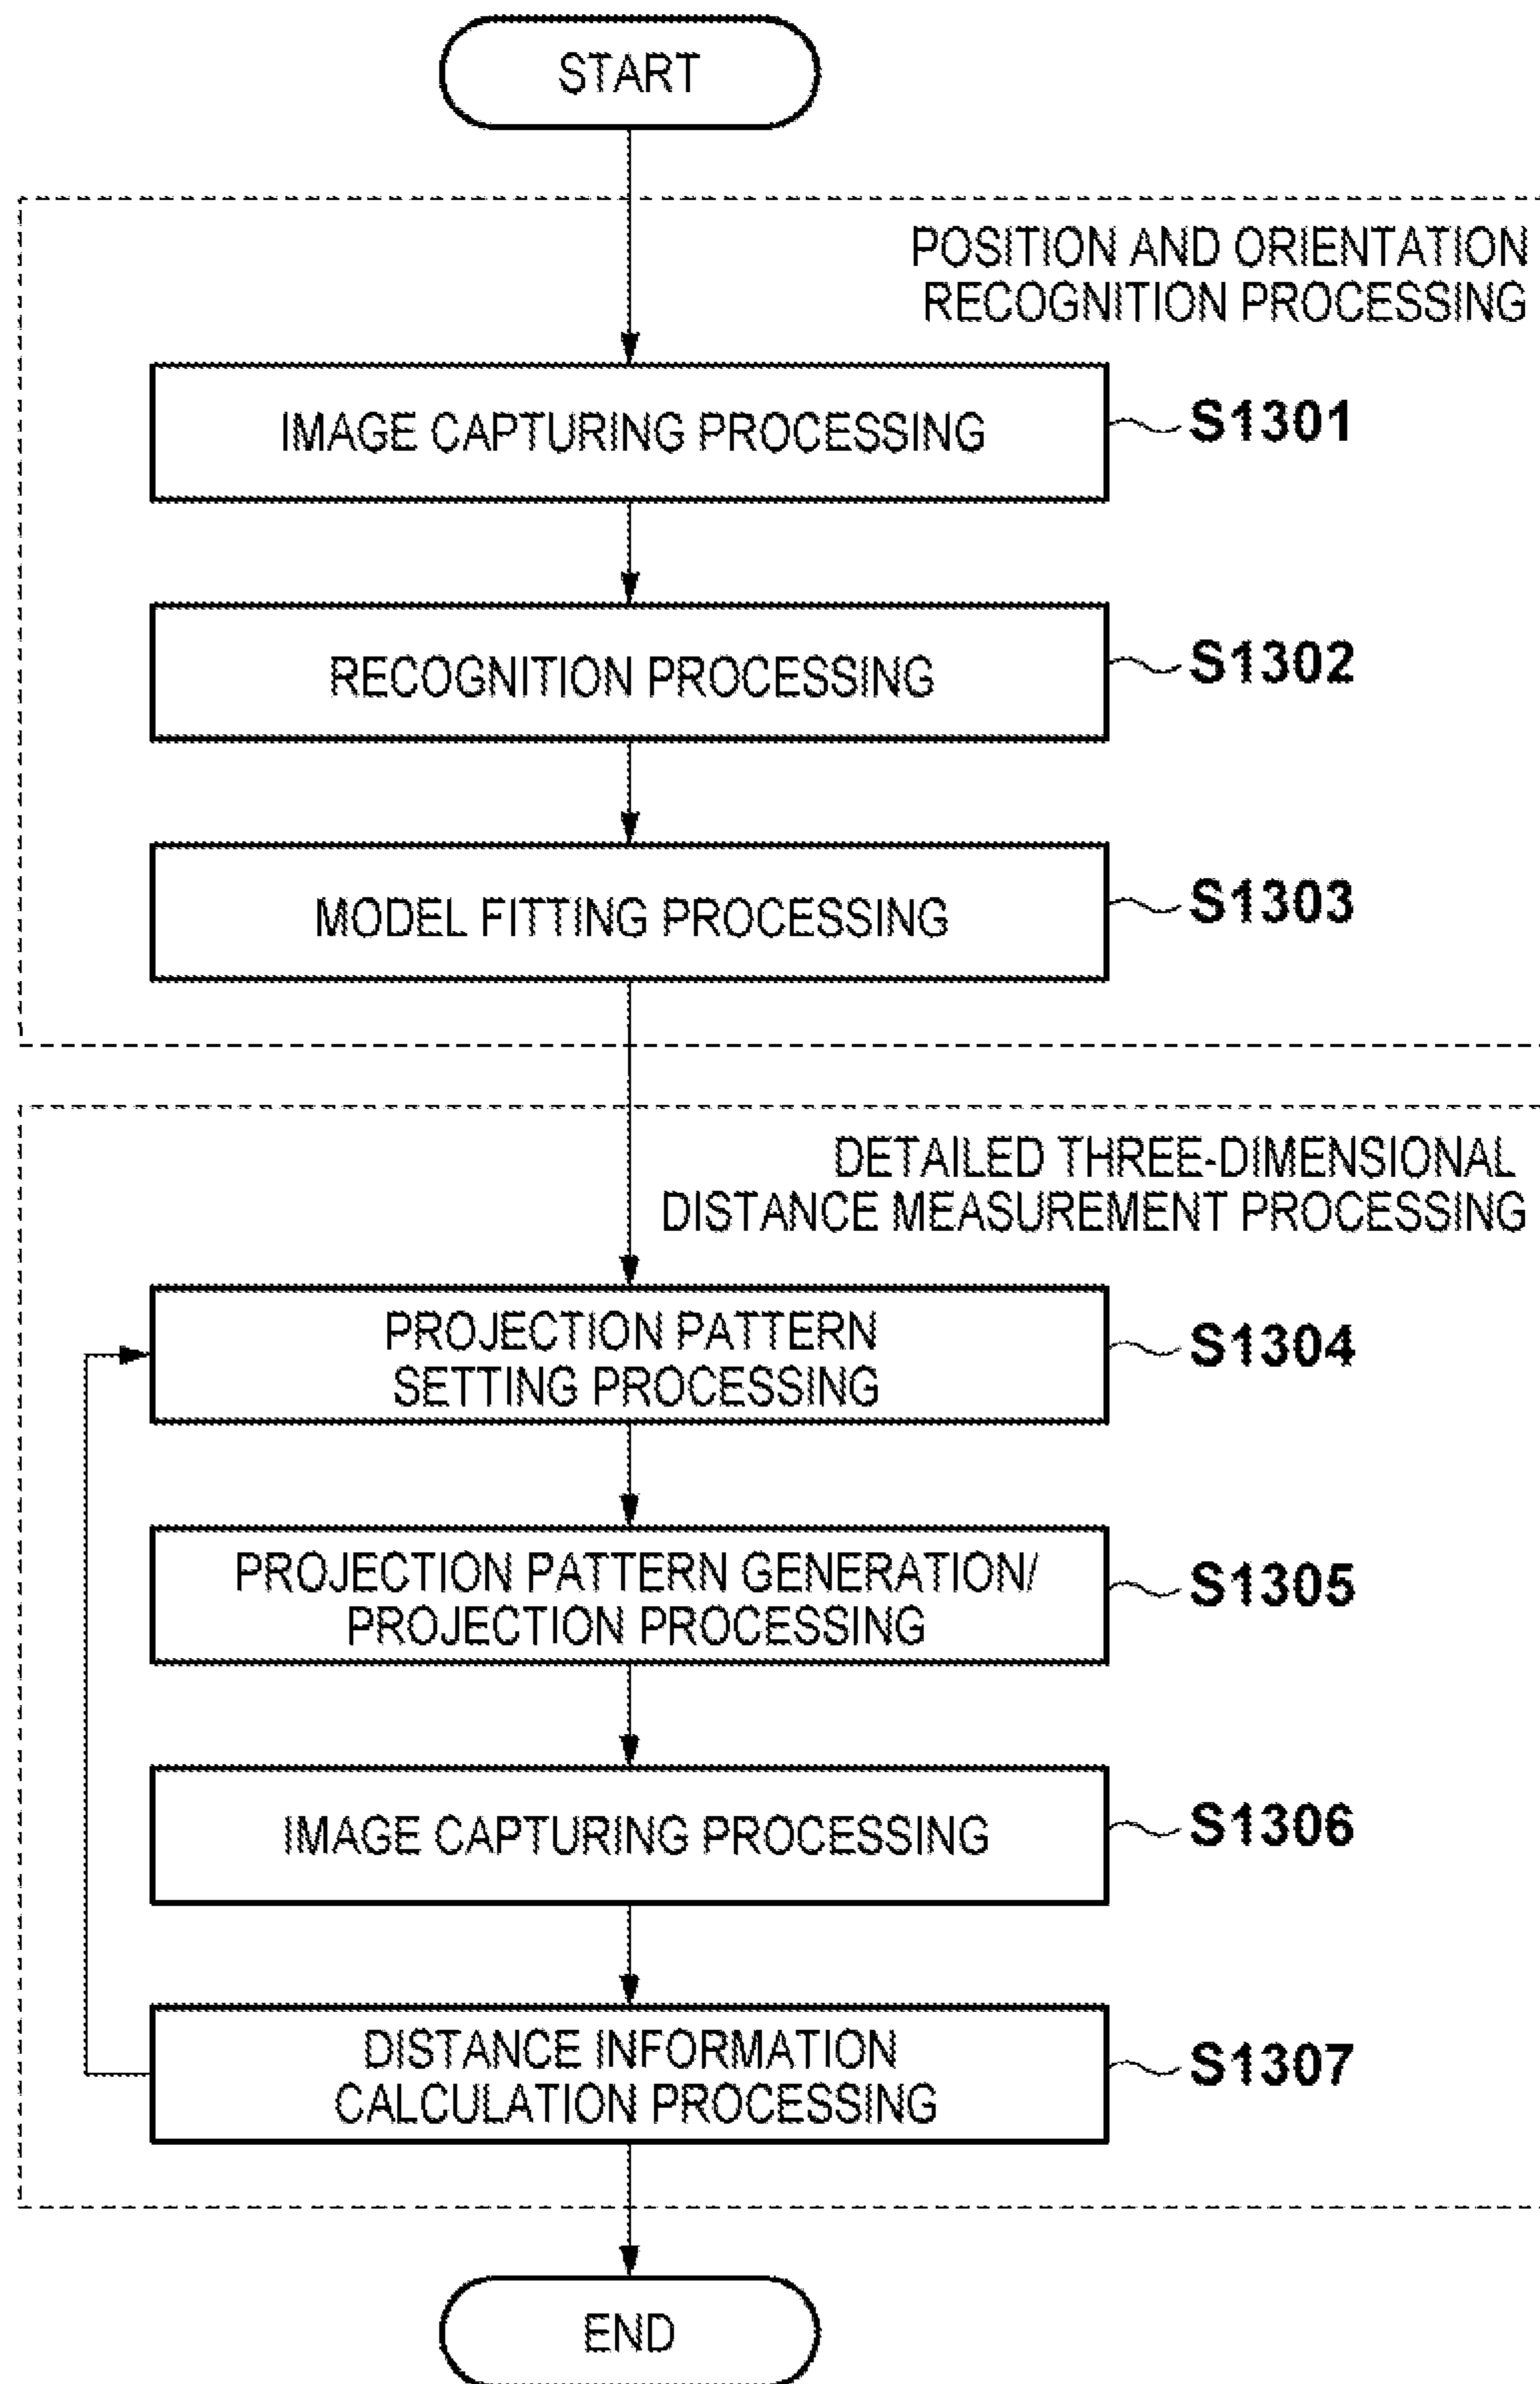 START
POSITION AND ORIENTATION
RECOGNITION PROCESSING
IMAGE CAPTURING PROCESSING
S1301
RECOGNITION PROCESSING
S1302
MODEL FITTING PROCESSING
S1303
DETAILED THREE-DIMENSIONAL
DISTANCE MEASUREMENT PROCESSING
PROJECTION PATTERN
SETTING PROCESSING
S1304
PROJECTION PATTERN GENERATION/
PROJECTION PROCESSING
S1305
IMAGE CAPTURING PROCESSING
S1306
DISTANCE INFORMATION
CALCULATION PROCESSING
S1307
END